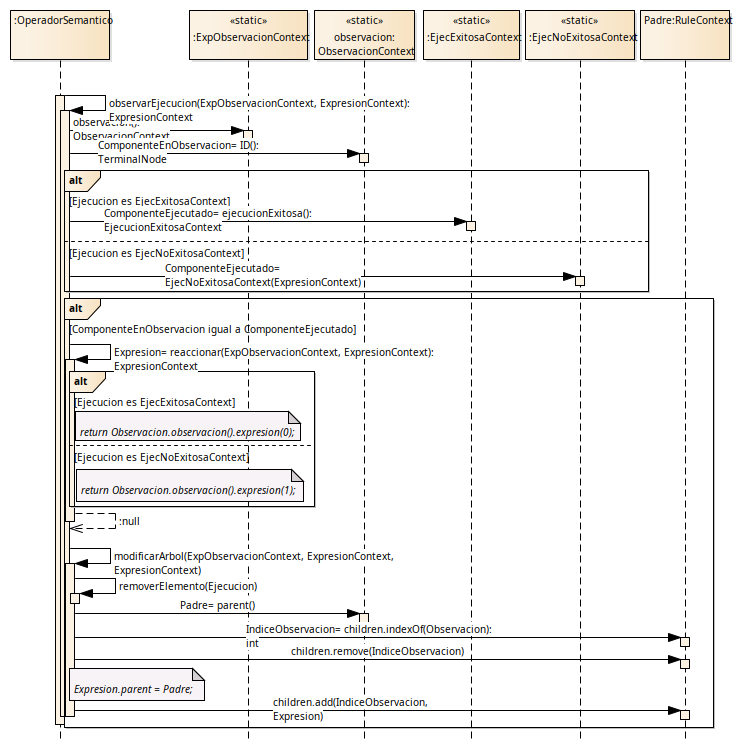 :OperadorSemantico
«static»
:ExpObservacionContext
«static»
observacion:
ObservacionContext
«static»
:EjecExitosaContext
«static»
:EjecNoExitosaContext
Padre:RuleContext
observarEjecucion(ExpObservacionContext, ExpresionContext):
ExpresionContext
observacion():
ObservacionContext
ComponenteEnObservacion= ID():
TerminalNode
alt
[Ejecucion es EjecExitosaContext]
ComponenteEjecutado= ejecucionExitosa():
EjecucionExitosaContext
[Ejecucion es EjecNoExitosaContext]
ComponenteEjecutado=
EjecNoExitosaContext(ExpresionContext)
alt
[ComponenteEnObservacion igual a ComponenteEjecutado]
Expresion= reaccionar(ExpObservacionContext, ExpresionContext):
ExpresionContext
alt
[Ejecucion es EjecExitosaContext]
return Observacion.observacion().expresion(0);
[Ejecucion es EjecNoExitosaContext]
return Observacion.observacion().expresion(1);
:null
modificarArbol(ExpObservacionContext, ExpresionContext,
ExpresionContext)
removerElemento(Ejecucion)
Padre= parent()
IndiceObservacion= children.indexOf(Observacion):
int
children.remove(IndiceObservacion)
Expresion.parent = Padre;
children.add(IndiceObservacion,
Expresion)